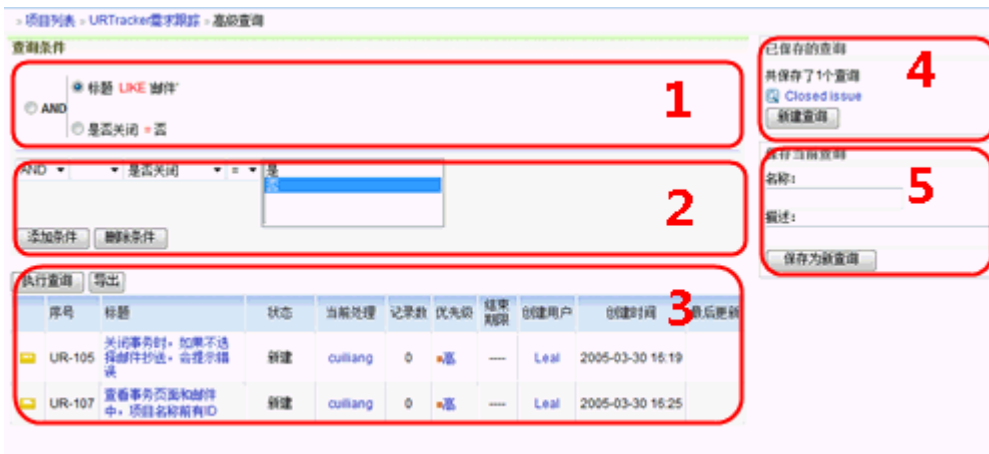 » 项目列表 » URTracker需求跟踪 » 高级查询
查询条件
标题 LIKE '邮件'
AND
是否关闭 = 否
1
AND 是否关闭 = 是
否
添加条件 删除条件
2
执行查询 导出
序号 标题 状态 当前处理 记录数 优先级 结束期限 创建用户 创建时间 最后更新
3
UR-105 关闭事务时，如果不选择邮件抄送，会提示错误 新建 cuiliang 0 高 ---- Leal 2005-03-30 16:19
UR-107 查看事务页面和邮件中，项目名称前有ID 新建 cuiliang 0 高 ---- Leal 2005-03-30 16:25
已保存的查询
共保存了1个查询
Closed issue
新建查询
4
保存当前查询
名称：
描述：
保存为新查询
5